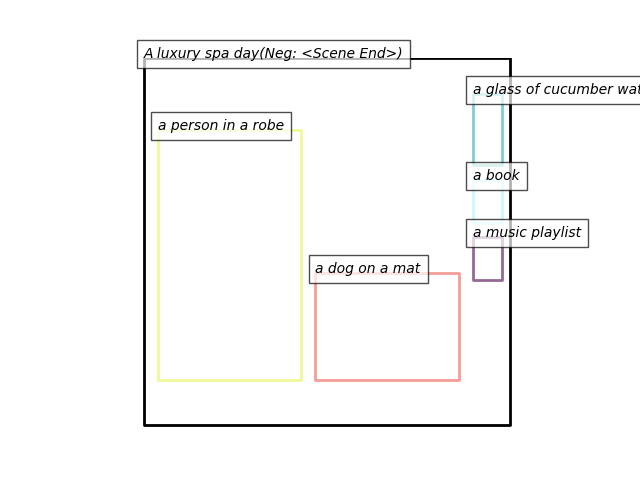 A luxury spa day(Neg: <Scene End>)
a glass of cucumber wat
a person in a robe
a book
a music playlist
a dog on a mat